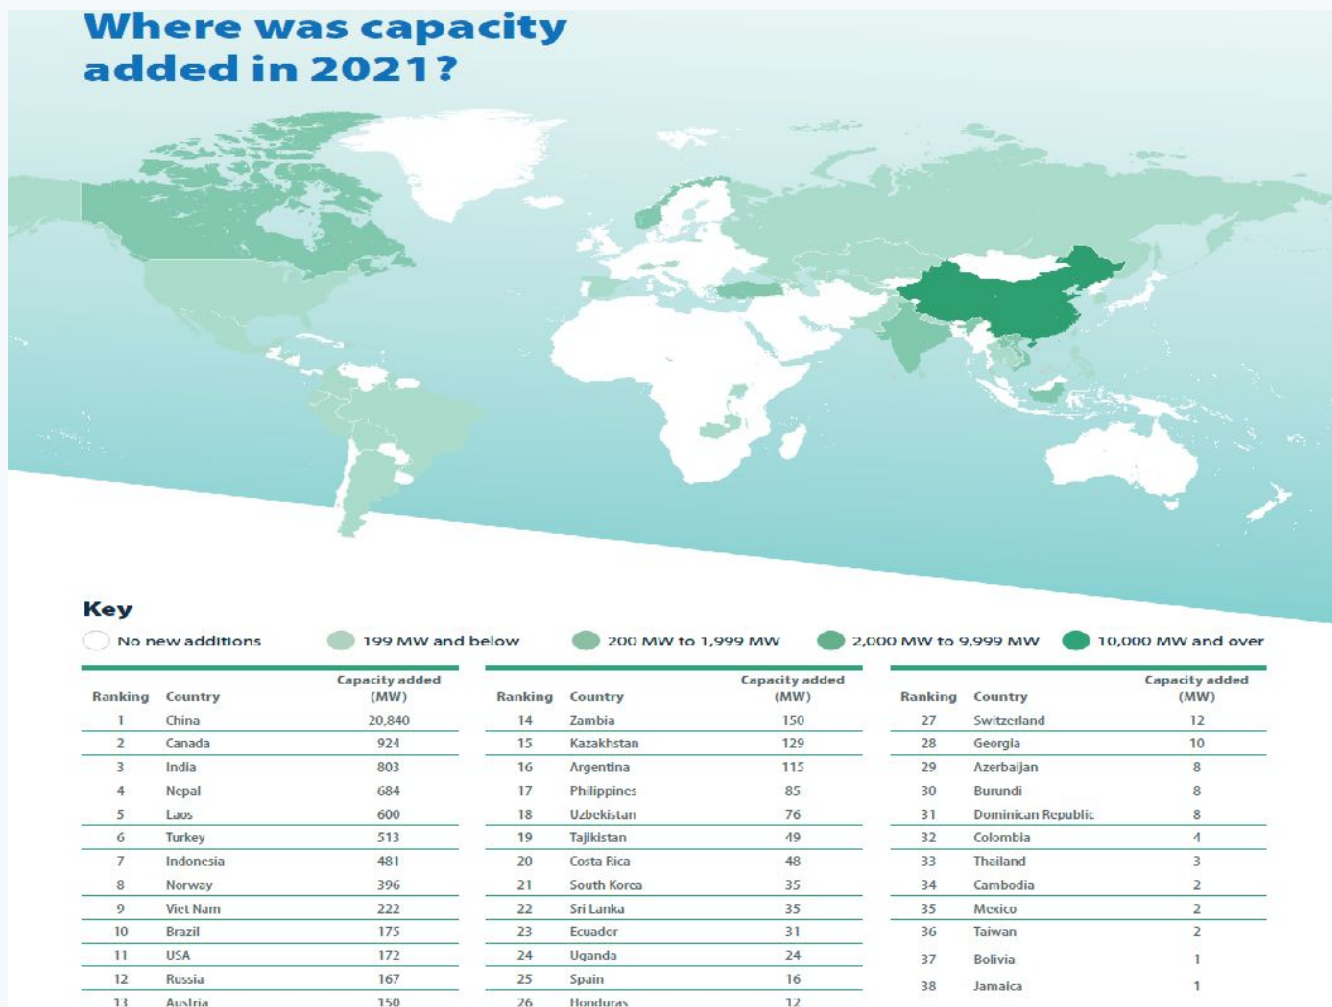 Where was capacity
added in 2021?
Key
No new additions
199 MW and below
200 MW to 1,999 MW
2,000 MW to 9,999 MW
10,000 MW and over
Ranking Country Capacity added (MW)
1 China 20,840
2 Canada 924
3 India 803
4 Nepal 684
5 Laos 600
6 Turkey 513
7 Indonesia 481
8 Norway 396
9 Viet Nam 222
10 Brazil 175
11 USA 172
12 Russia 167
13 Austria 150
Ranking Country Capacity added (MW)
14 Zambia 150
15 Kazakhstan 129
16 Argentina 115
17 Philippines 85
18 Uzbekistan 76
19 Tajikistan 49
20 Costa Rica 48
21 South Korea 35
22 Sri Lanka 35
23 Ecuador 31
24 Uganda 24
25 Spain 16
26 Honduras 12
Ranking Country Capacity added (MW)
27 Switzerland 12
28 Georgia 10
29 Azerbaijan 8
30 Burundi 8
31 Dominican Republic 8
32 Colombia 4
33 Thailand 3
34 Cambodia 2
35 Mexico 2
36 Taiwan 2
37 Bolivia 1
38 Jamaica 1